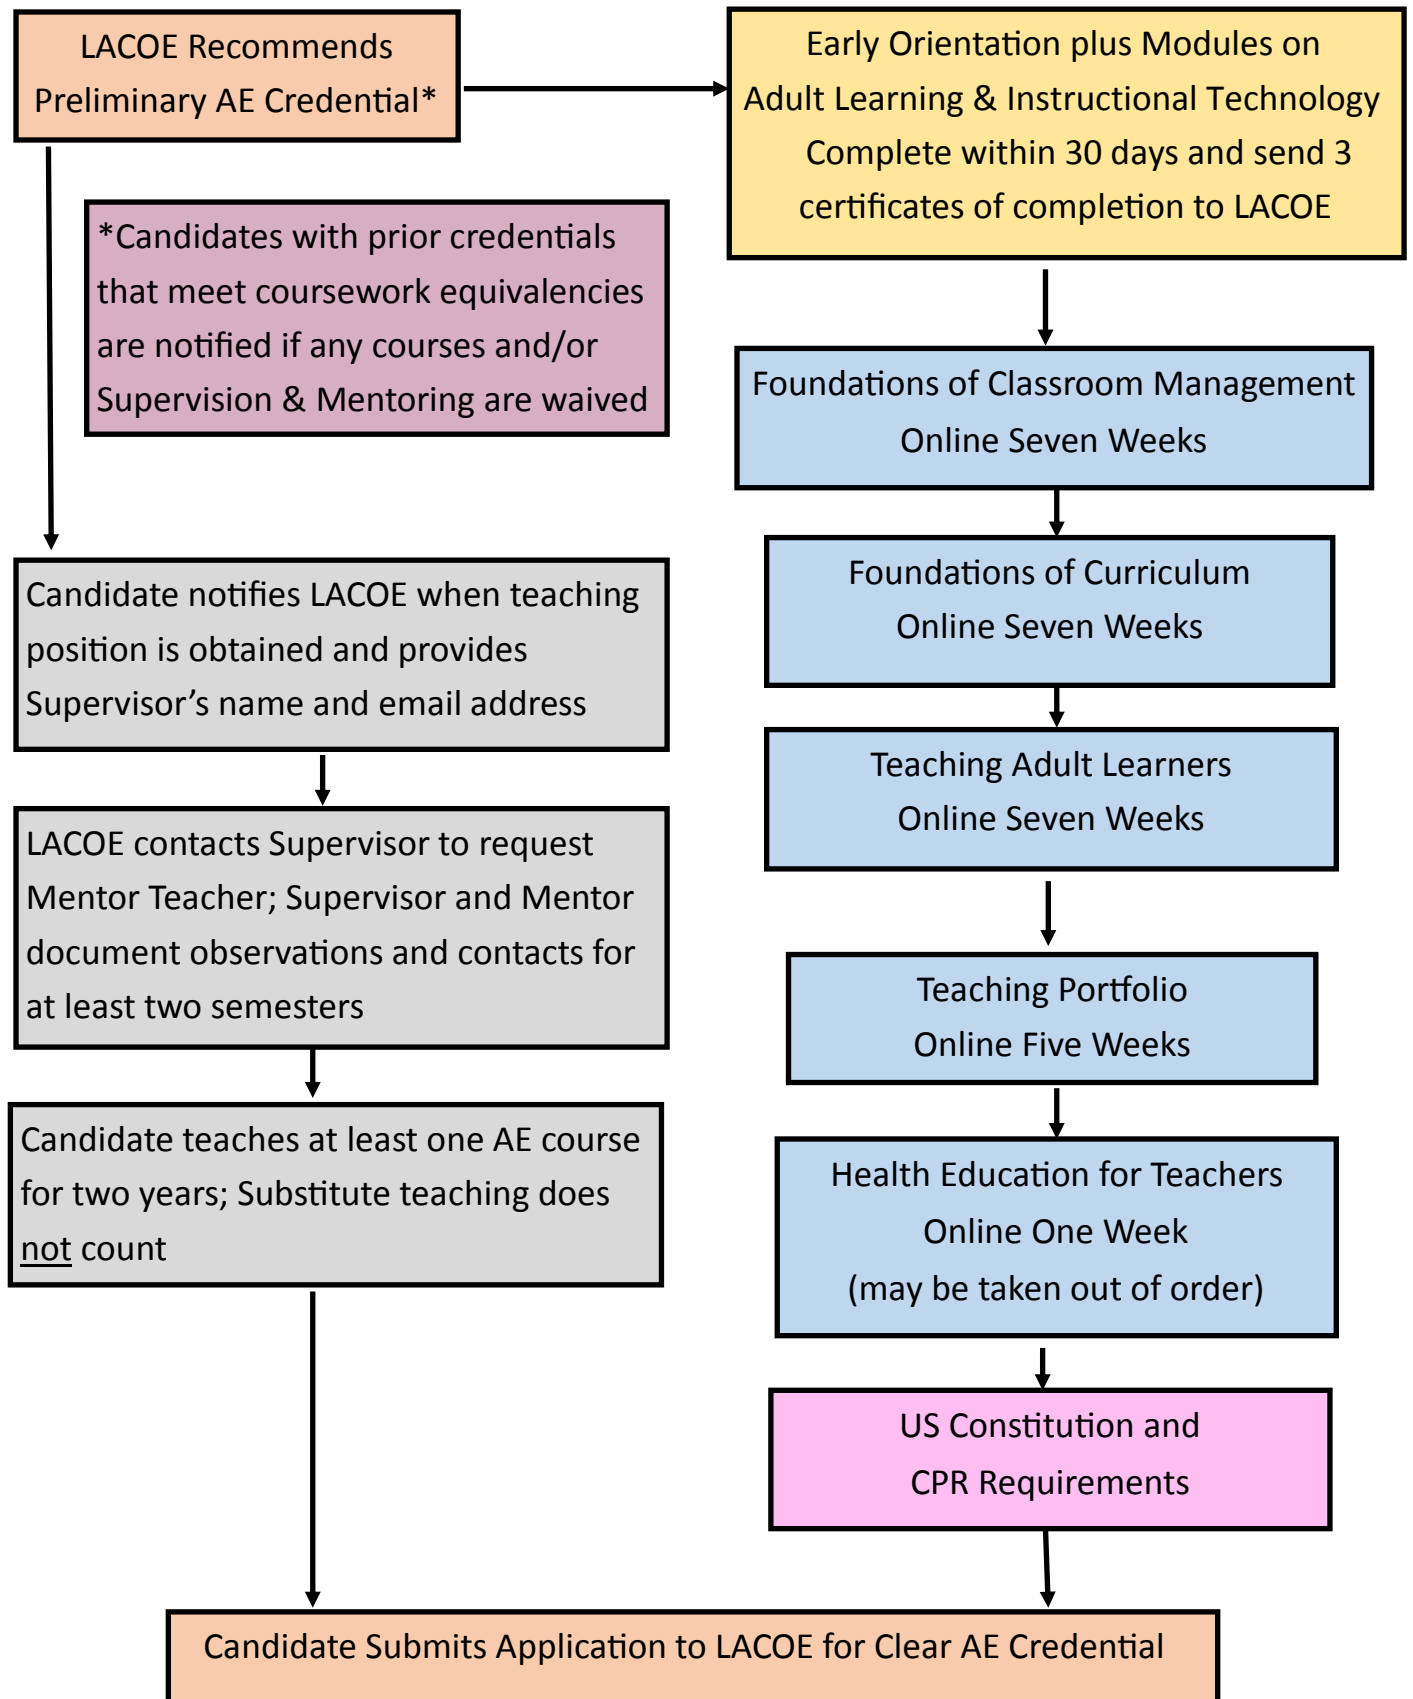 LACOE Recommends
Preliminary AE Credential*
Early Orientation plus Modules on
Adult Learning & Instructional Technology
Complete within 30 days and send 3
certificates of completion to LACOE
*Candidates with prior credentials
that meet coursework equivalencies
are notified if any courses and/or
Supervision & Mentoring are waived
Foundations of Classroom Management
Online Seven Weeks
Foundations of Curriculum
Online Seven Weeks
Teaching Adult Learners
Online Seven Weeks
Teaching Portfolio
Online Five Weeks
Health Education for Teachers
Online One Week
(may be taken out of order)
US Constitution and
CPR Requirements
Candidate notifies LACOE when teaching
position is obtained and provides
Supervisor’s name and email address
LACOE contacts Supervisor to request
Mentor Teacher; Supervisor and Mentor
document observations and contacts for
at least two semesters
Candidate teaches at least one AE course
for two years; Substitute teaching does
not count
Candidate Submits Application to LACOE for Clear AE Credential